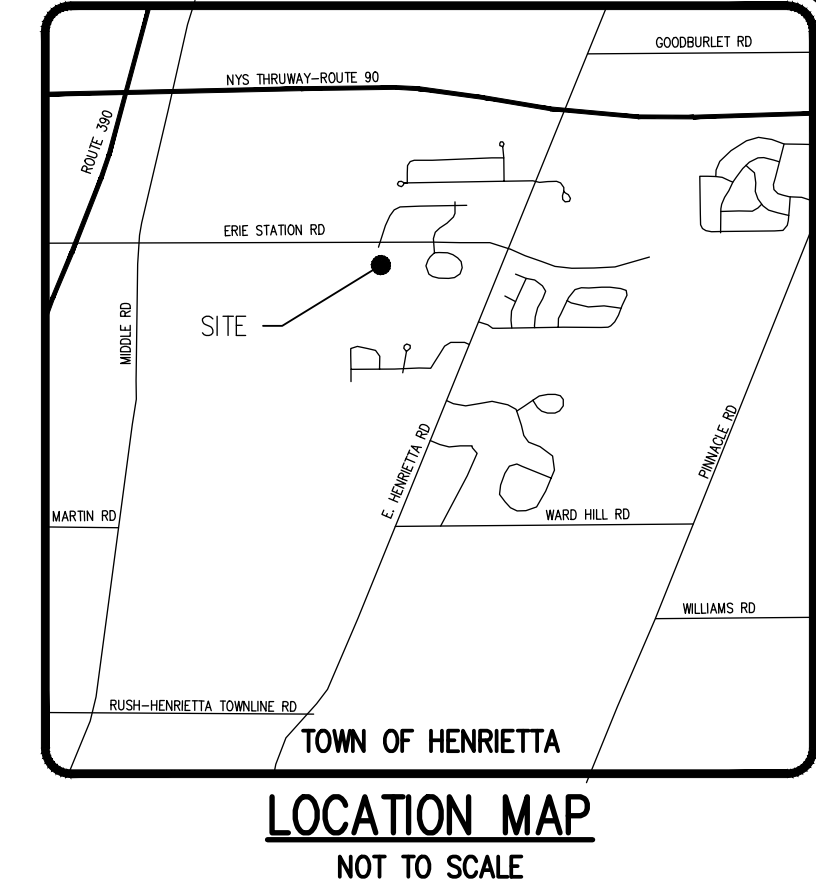 GOODBURLET RD
NYS THRUWAY-ROUTE 90
ROUTE 390
ERIE STATION RD
SITE
MIDDLE RD
PINNACLE RD
E. HENRIETTA RD
MARTIN RD
WARD HILL RD
WILLIAMS RD
RUSH-HENRIETTA TOWNLINE RD
TOWN OF HENRIETTA
LOCATION MAP
NOT TO SCALE